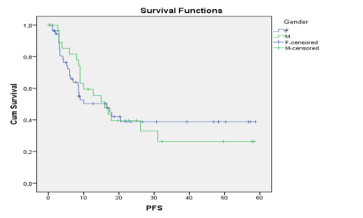 Survival Functions
Gender
F
M
F-censored
M-censored
Cum Survival
1,0
0,8
0,6
0,4
0,2
0,0
0 10 20 30 40 50 60
PFS